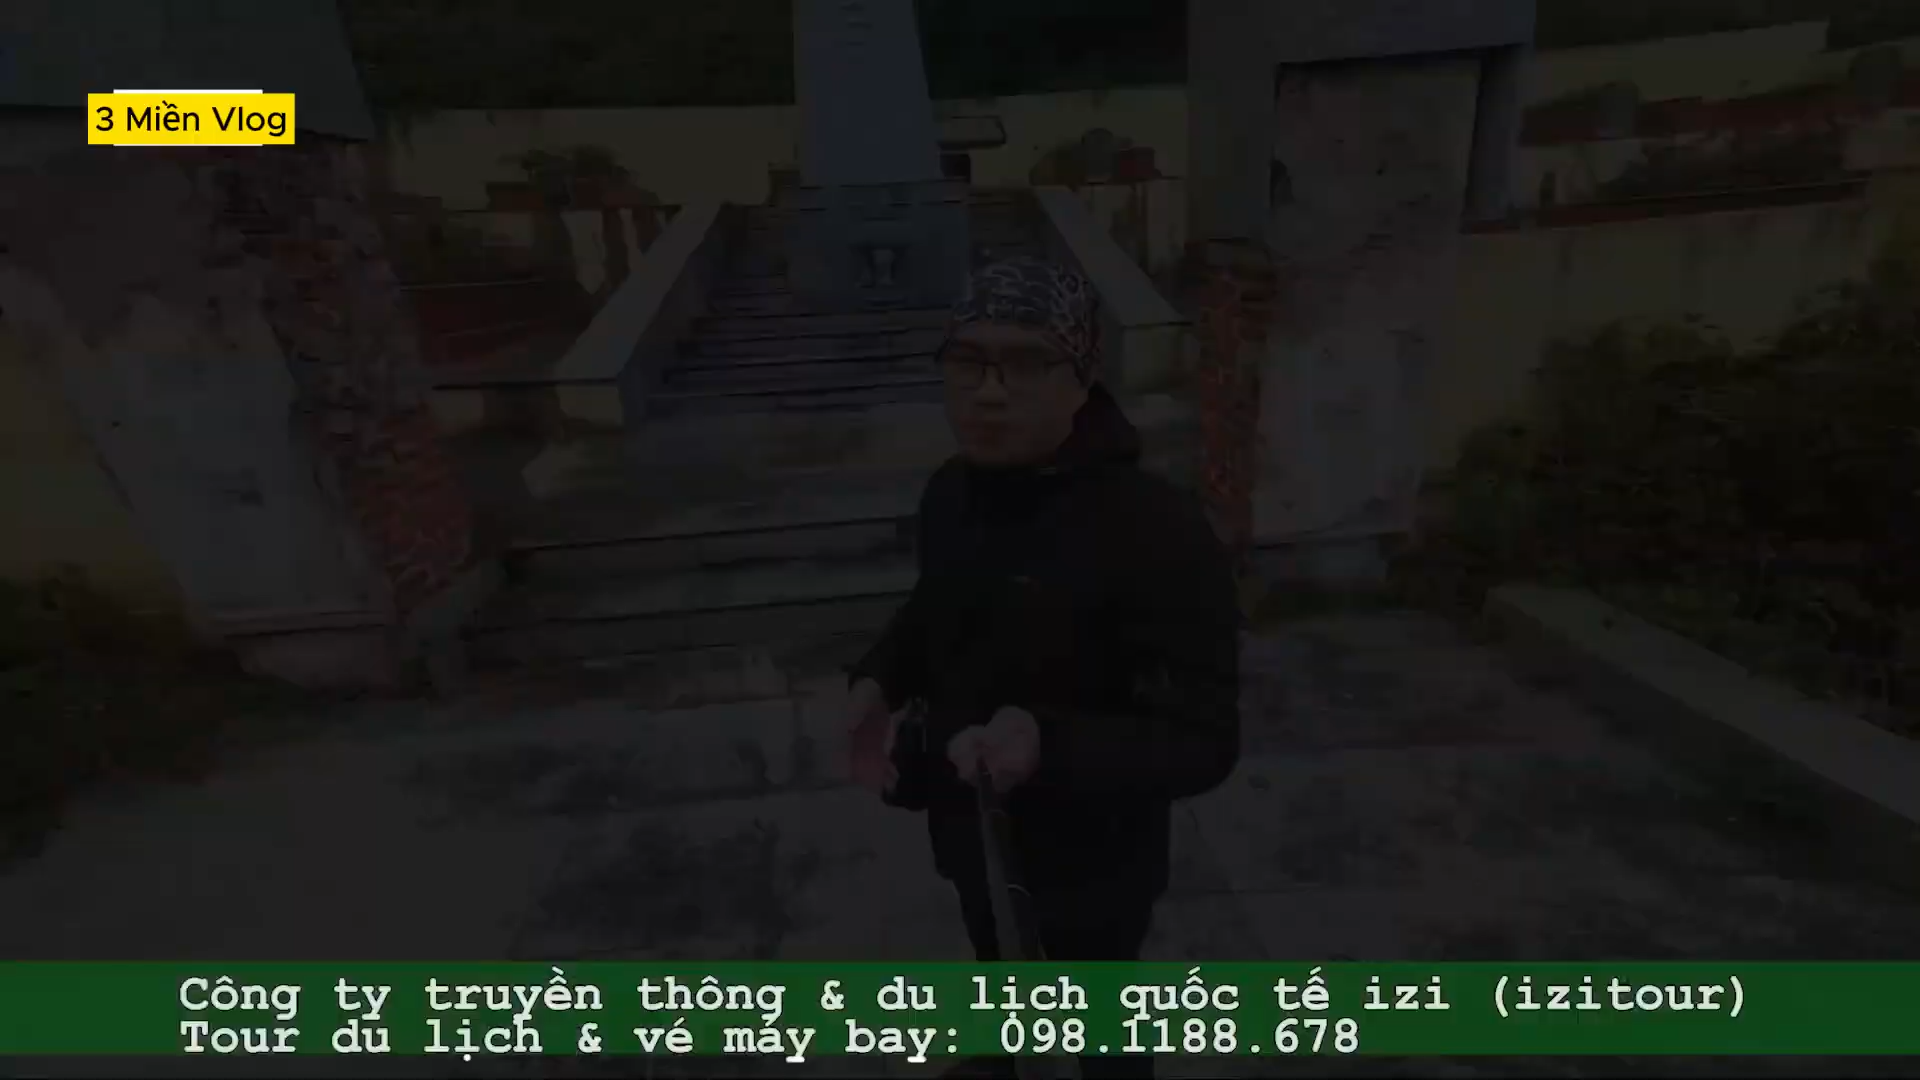 3 Miền Vlog
Công ty truyền thông & du lịch quốc tế izi (izitour)
Tour du lịch & vé máy bay: 098.1188.678